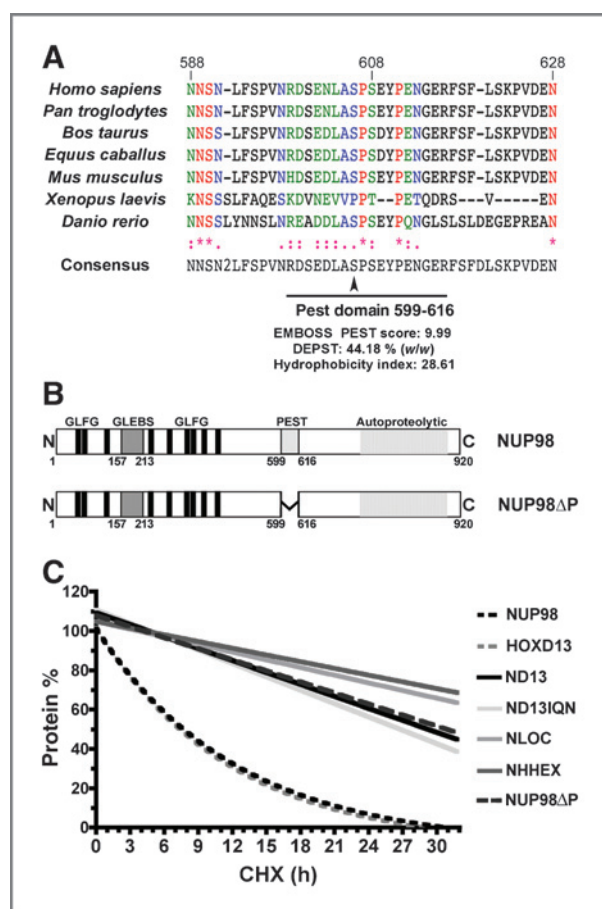 A
588 608 628
Homo sapiens NNSN-LFSPVNRDSENLASPSEYPENGERFSF-LSKPVDEN
Pan troglodytes NNSN-LFSPVNRDSENLASPSEYPENGERFSF-LSKPVDEN
Bos taurus NNSS-LFSPVNRDSENLASPSEYPENGERFSF-LSKPVDEN
Equus caballus NNSN-LFSPVNRDSENLASPSEYPENGERFSF-LSKPVDEN
Mus musculus NNSN-LFSPVNHDSENLASPSEYPENGERFSF-LSKPVDEN
Xenopus laevis KNSSSLFAQESKDVNEVVPPT---PETQDRS---V-----EN
Danio rerio NNSSLYNNSLNREADDLASPSEYPQNGLSLSLDEGEPREAN
:**. .:: :::..*: *:. *
Consensus NNSN2LFSPVNRDSEDLASPSEYPENGERFSFDLSKPVDEN
Pest domain 599-616
EMBOSS PEST score: 9.99
DEPST: 44.18 % (w/w)
Hydrophobicity index: 28.61
B
GLFG GLEBS GLFG PEST Autoproteolytic
N C NUP98
1 157 213 599 616 920
N C NUP98ΔP
1 157 213 599 616 920
C
Protein %
120
100
80
60
40
20
0
0 3 6 9 12 15 18 21 24 27 30
CHX (h)
NUP98
HOXD13
ND13
ND13IQN
NLOC
NHHEX
NUP98ΔP